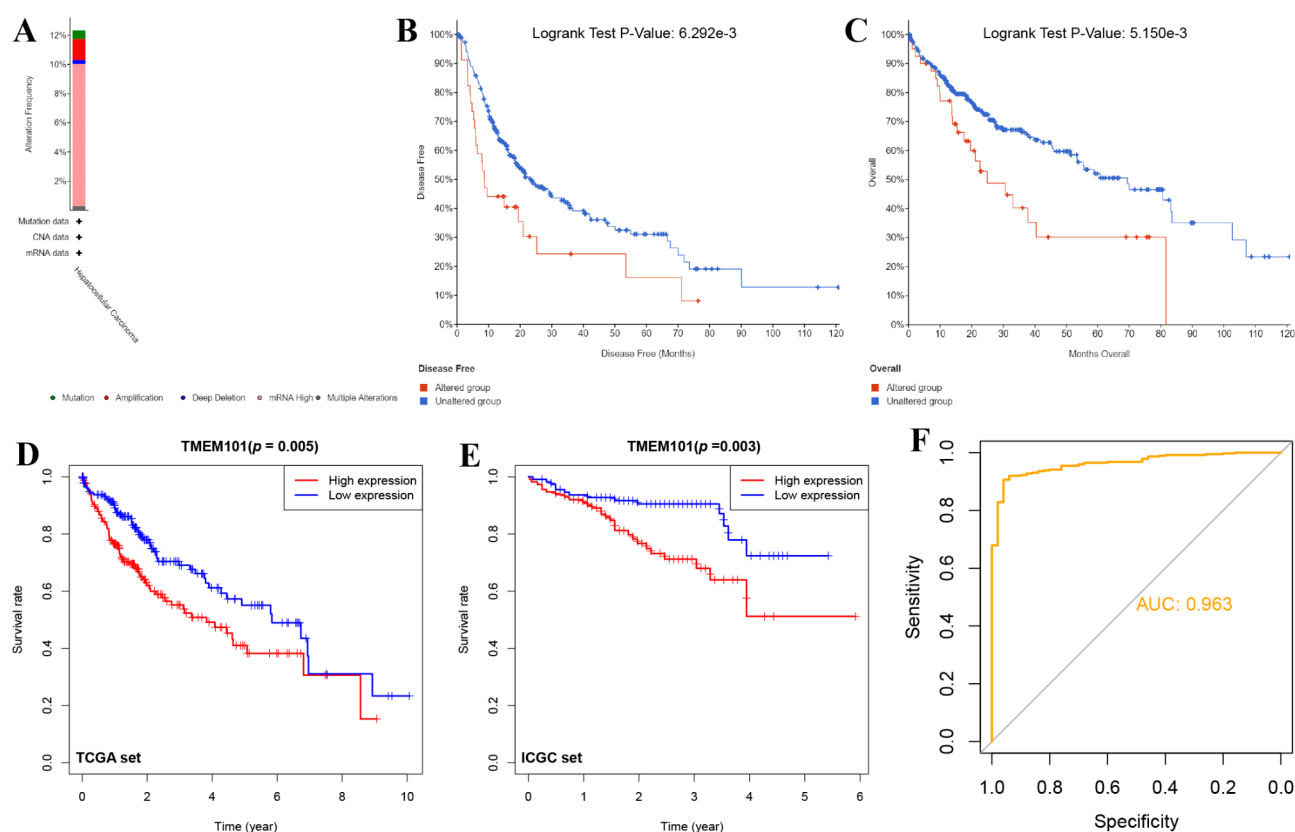 A
12%
10%
8%
6%
4%
2%
Alteration Frequency
Mutation data
CNA data
mRNA data
Hepatocellular Carcinoma
Mutation
Amplification
Deep Deletion
mRNA High
Multiple Alterations
B
Logrank Test P-Value: 6.292e-3
100%
90%
80%
70%
60%
50%
40%
30%
20%
10%
0%
Disease Free
0 10 20 30 40 50 60 70 80 90 100 110 120
Disease Free (Months)
Disease Free
Altered group
Unaltered group
C
Logrank Test P-Value: 5.150e-3
100%
90%
80%
70%
60%
50%
40%
30%
20%
10%
0%
Overall
0 10 20 30 40 50 60 70 80 90 100 110 120
Months Overall
Overall
Altered group
Unaltered group
D
TMEM101(p = 0.005)
High expression
Low expression
1.0
0.8
0.6
0.4
0.2
0.0
Survival rate
TCGA set
0 2 4 6 8 10
Time (year)
E
TMEM101(p =0.003)
High expression
Low expression
1.0
0.8
0.6
0.4
0.2
0.0
Survival rate
ICGC set
0 1 2 3 4 5 6
Time (year)
F
1.0
0.8
0.6
0.4
0.2
0.0
Sensitivity
AUC: 0.963
1.0 0.8 0.6 0.4 0.2 0.0
Specificity